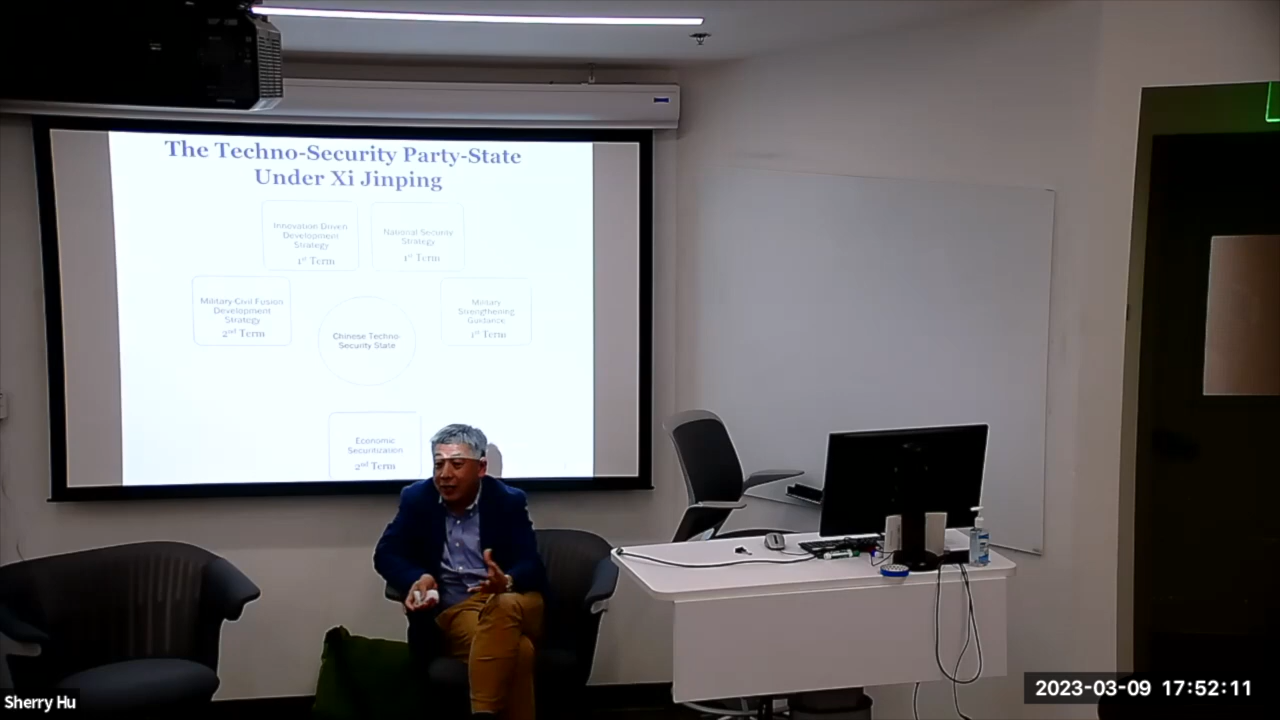 The Techno-Security Party-State
Under Xi Jinping
Innovation Driven
Development
Strategy
1st Term
National Security
Strategy
1st Term
Military-Civil Fusion
Development
Strategy
2nd Term
Chinese Techno-
Security State
Military
Strengthening
Guidance
1st Term
Economic
Securitization
2nd Term
Sherry Hu
2023-03-09 17:52:11